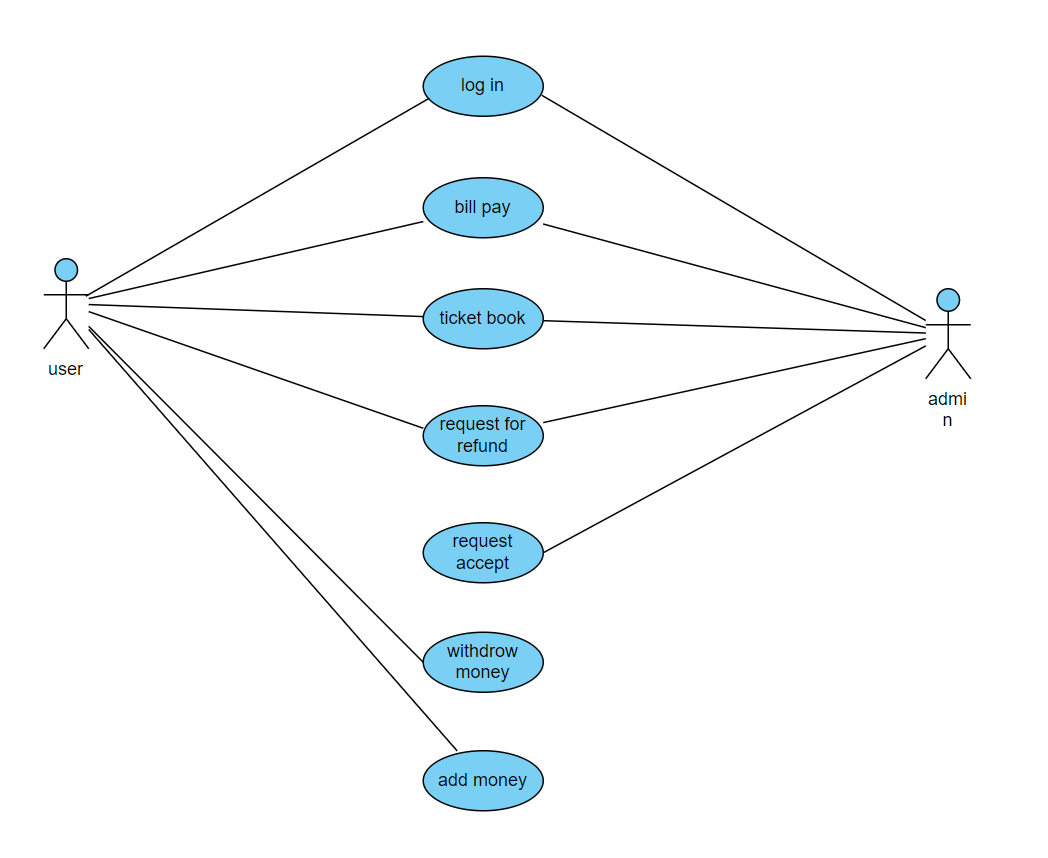 log in
bill pay
ticket book
user
admi
n
request for
refund
request
accept
withdrow
money
add money